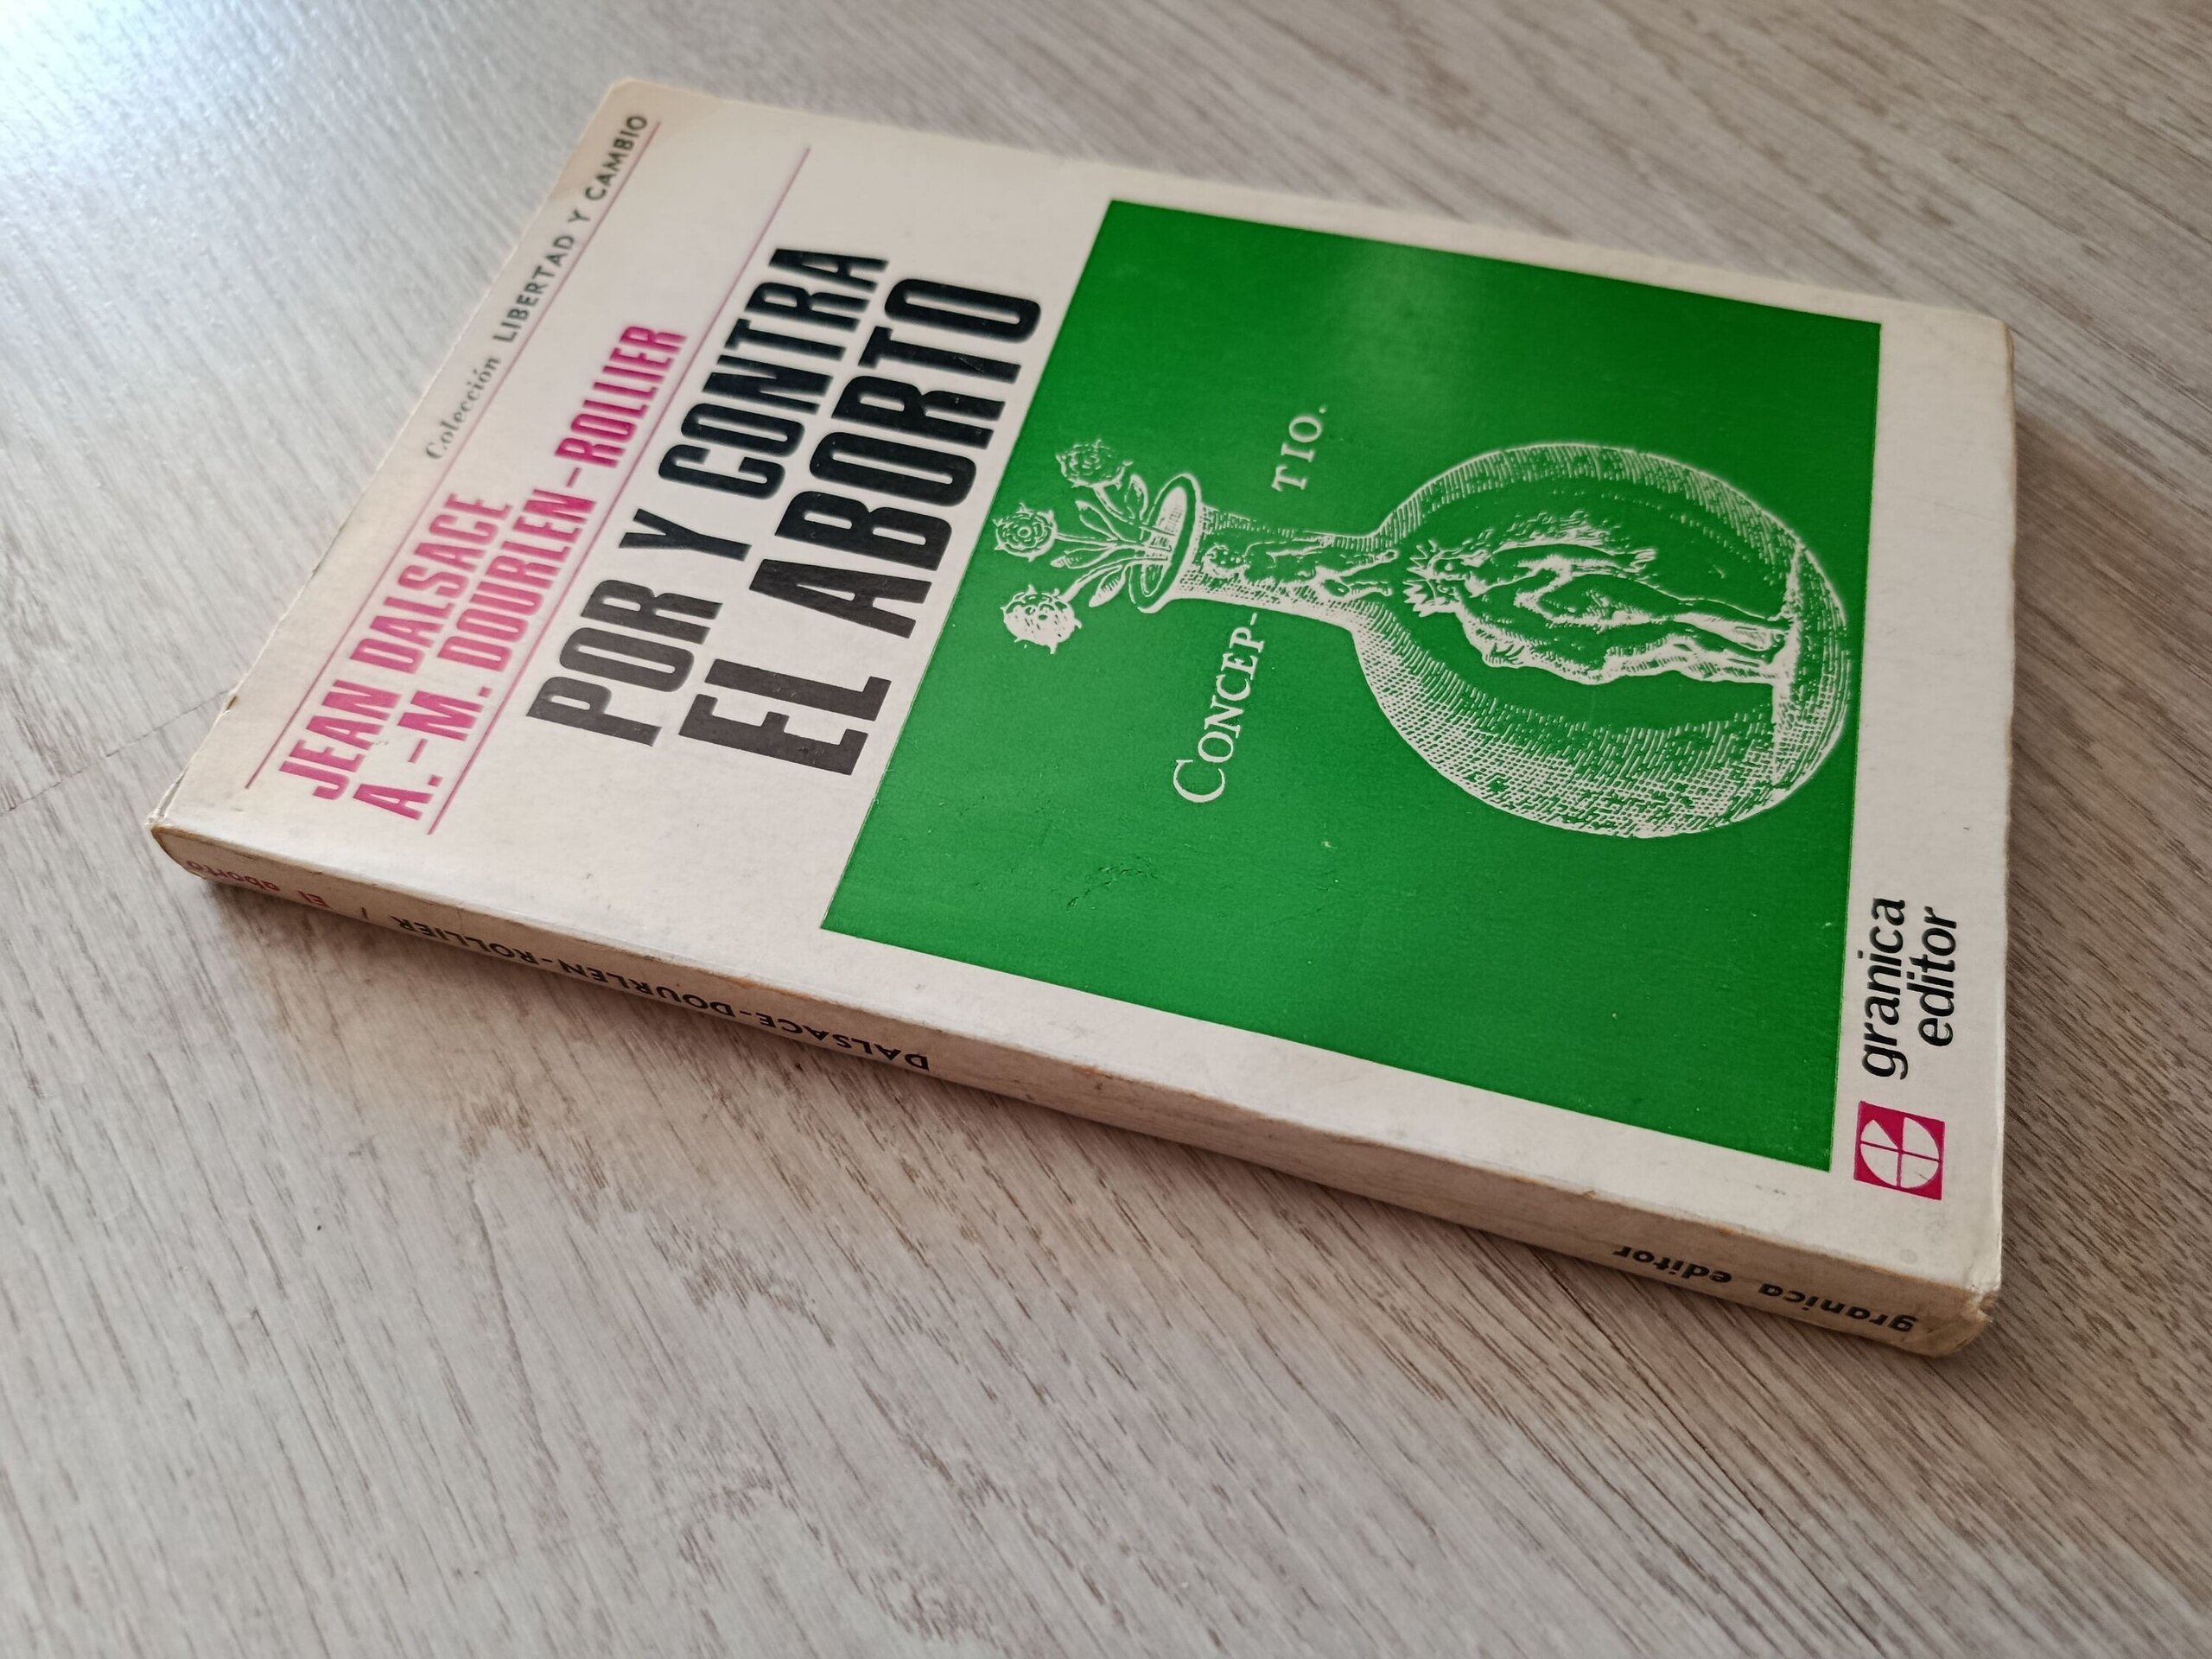 Colección LIBERTAD Y CAMBIO
JEAN DALSACE
A.-M. DOURLEN-ROLLIER
POR Y CONTRA
EL ABORTO
CONCEP- TIO.
granica
editor
DALSACE-DOURLEN-ROLLIER / El aborto
granica editor